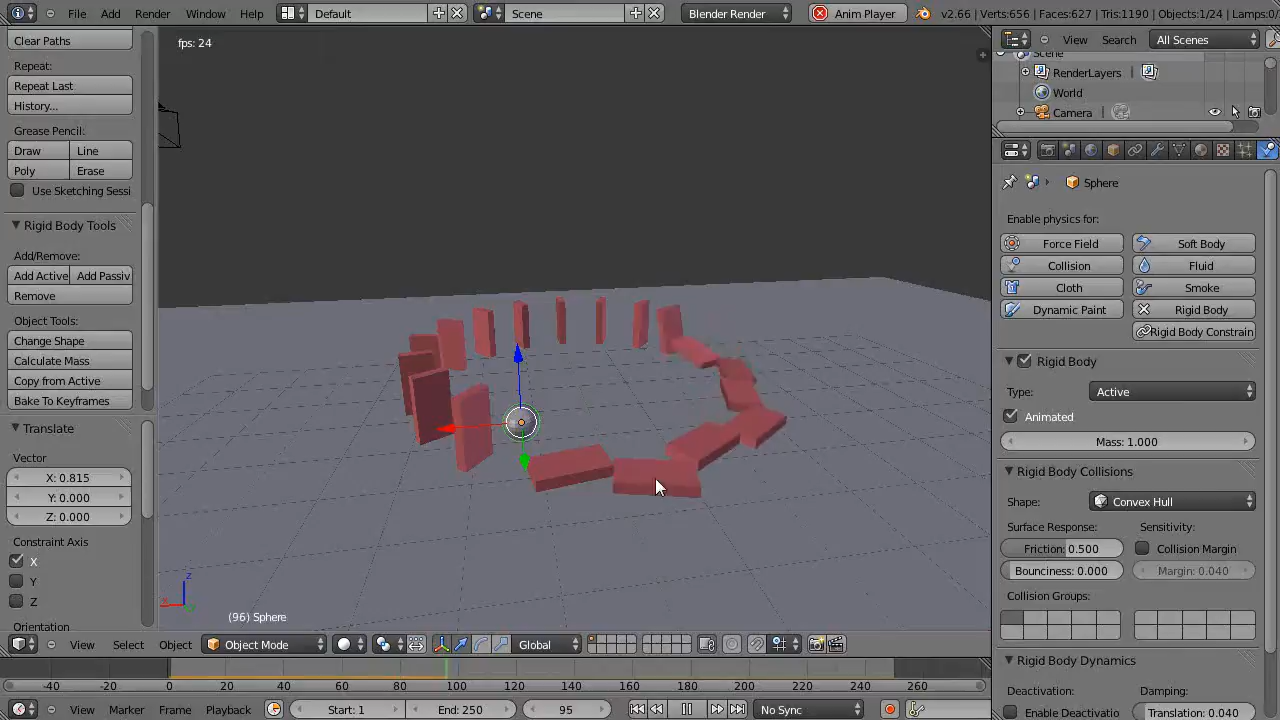 File Add Render Window Help Default Scene Blender Render Anim Player v2.66 | Verts:656 | Faces:627 | Tris:1190 | Objects:1/24 | Lamps:0/
Clear Paths
Repeat:
Repeat Last
History...
Grease Pencil:
Draw Line
Poly Erase
Use Sketching Sessi
Rigid Body Tools
Add/Remove:
Add Active Add Passiv
Remove
Object Tools:
Change Shape
Calculate Mass
Copy from Active
Bake To Keyframes
Translate
Vector
X: 0.815
Y: 0.000
Z: 0.000
Constraint Axis
X
Y
Z
Orientation
fps: 24
z
(96) Sphere
View Select Object Object Mode Global
-40 -20 0 20 40 60 80 100 120 140 160 180 200 220 240 260
View Marker Frame Playback Start: 1 End: 250 95 No Sync
View Search All Scenes
Scene
RenderLayers
World
Camera
Sphere
Enable physics for:
Force Field Soft Body
Collision Fluid
Cloth Smoke
Dynamic Paint Rigid Body
Rigid Body Constrain
Rigid Body
Type: Active
Animated
Mass: 1.000
Rigid Body Collisions
Shape: Convex Hull
Surface Response: Sensitivity:
Friction: 0.500 Collision Margin
Bounciness: 0.000 Margin: 0.040
Collision Groups:
Rigid Body Dynamics
Deactivation: Damping:
Enable Deactivatio Translation: 0.040